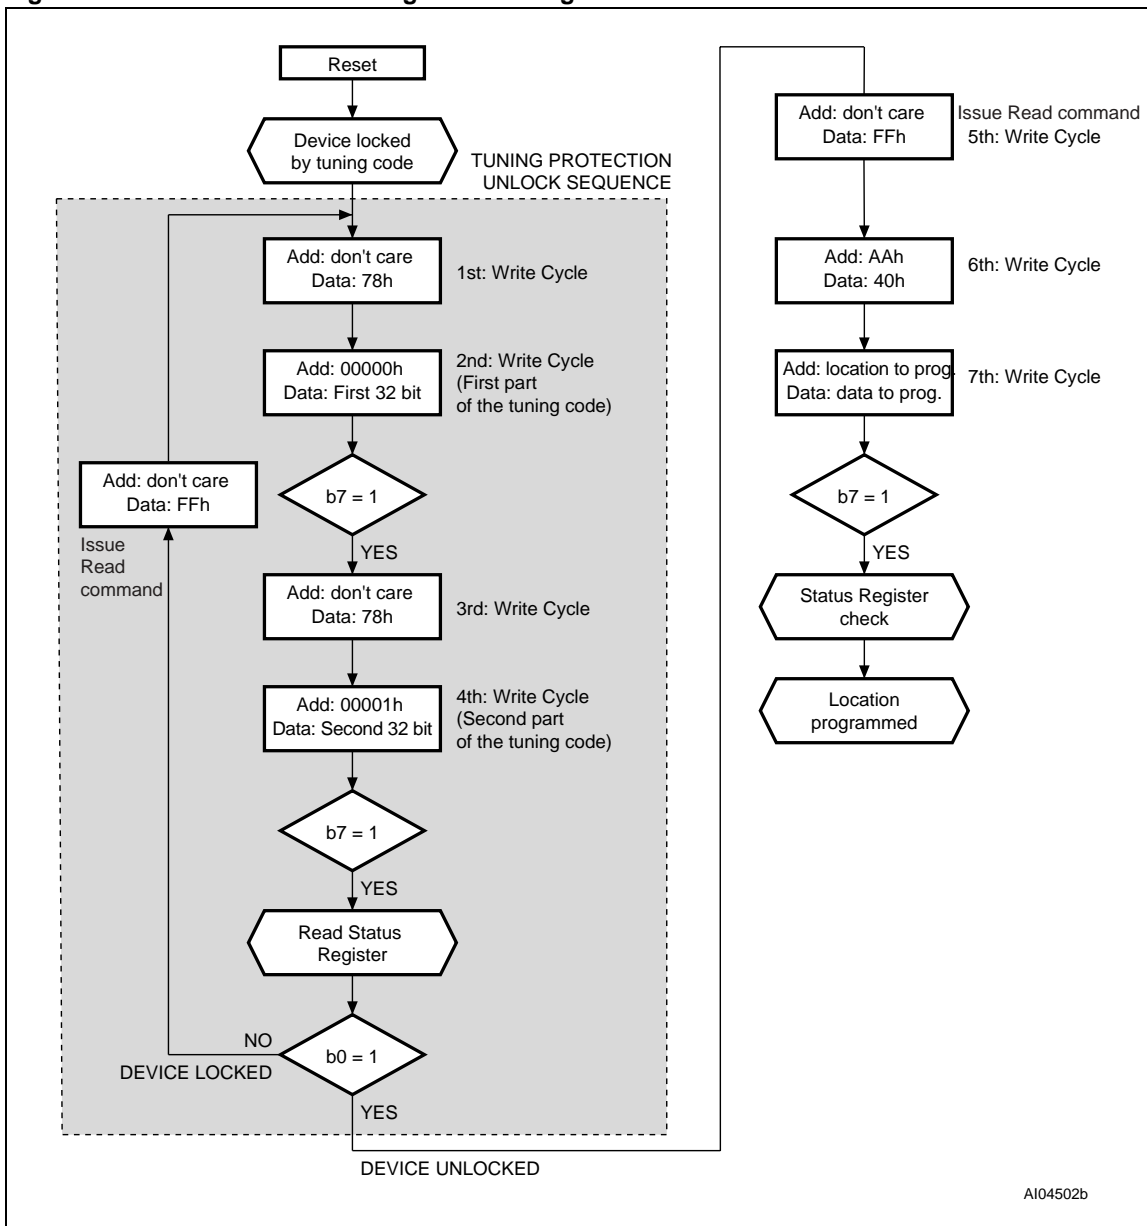 Reset
Device locked
by tuning code
TUNING PROTECTION
UNLOCK SEQUENCE
Add: don't care
Data: 78h
1st: Write Cycle
Add: 00000h
Data: First 32 bit
2nd: Write Cycle
(First part
of the tuning code)
b7 = 1
YES
Add: don't care
Data: FFh
Issue
Read
command
Add: don't care
Data: 78h
3rd: Write Cycle
Add: 00001h
Data: Second 32 bit
4th: Write Cycle
(Second part
of the tuning code)
b7 = 1
YES
Read Status
Register
b0 = 1
NO
DEVICE LOCKED
YES
DEVICE UNLOCKED
Add: don't care
Data: FFh
Issue Read command
5th: Write Cycle
Add: AAh
Data: 40h
6th: Write Cycle
Add: location to prog.
Data: data to prog.
7th: Write Cycle
b7 = 1
YES
Status Register
check
Location
programmed
AI04502b